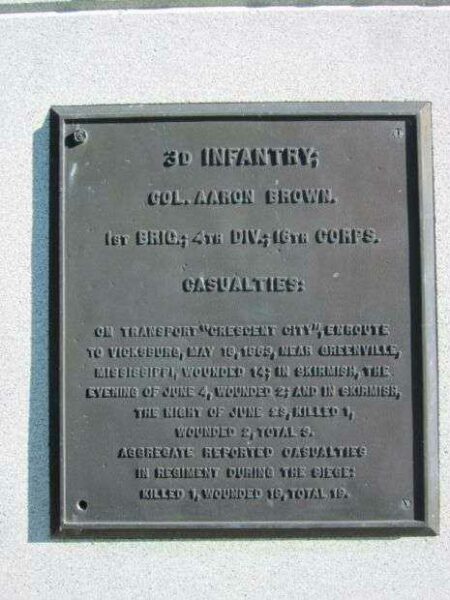 3D INFANTRY;
COL. AARON BROWN.
1ST BRIG.; 4TH DIV.; 16TH CORPS.
CASUALTIES:
ON TRANSPORT "CRESCENT CITY", ENROUTE
TO VICKSBURG, MAY 18, 1863, NEAR GREENVILLE,
MISSISSIPPI, WOUNDED 14; IN SKIRMISH, THE
EVENING OF JUNE 4, WOUNDED 2; AND IN SKIRMISH,
THE NIGHT OF JUNE 23, KILLED 1,
WOUNDED 2, TOTAL 3.
AGGREGATE REPORTED CASUALTIES
IN REGIMENT DURING THE SIEGE:
KILLED 1, WOUNDED 18, TOTAL 19.